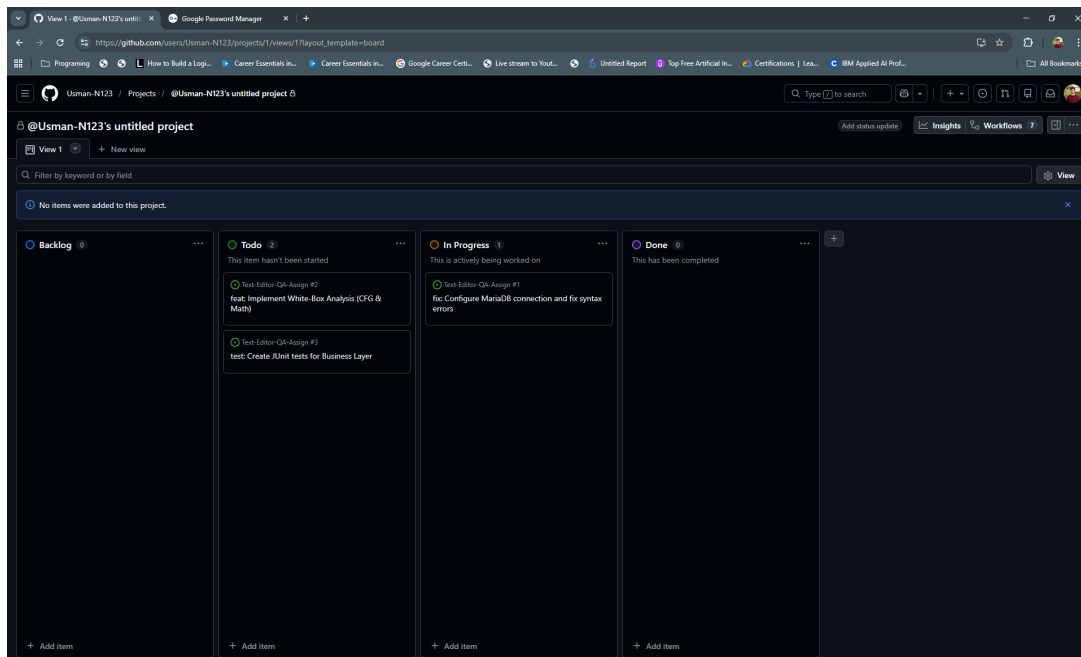 View 1 · @Usman-N123's untitl
Google Password Manager
https://github.com/users/Usman-N123/projects/1/views/1?layout_template=board
Programing
How to Build a Logi...
Career Essentials in...
Career Essentials in...
Google Career Certi...
Live stream to Yout...
Untitled Report
Top Free Artificial In...
Certifications | Lea...
IBM Applied AI Prof...
All Bookmarks
Usman-N123 / Projects / @Usman-N123's untitled project
Type / to search
@Usman-N123's untitled project
Add status update
Insights
Workflows 7
View 1
+ New view
Filter by keyword or by field
View
No items were added to this project.
Backlog 0
+ Add item
Todo 2
This item hasn't been started
Text-Editor-QA-Assign #2
feat: Implement White-Box Analysis (CFG &
Math)
Text-Editor-QA-Assign #3
test: Create JUnit tests for Business Layer
+ Add item
In Progress 1
This is actively being worked on
Text-Editor-QA-Assign #1
fix: Configure MariaDB connection and fix syntax
errors
+ Add item
Done 0
This has been completed
+ Add item